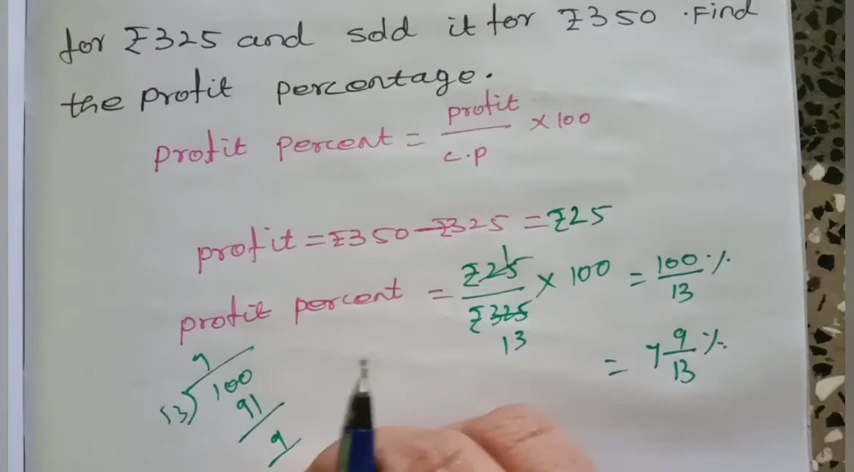 for ₹325 and sold it for ₹350 . Find
the profit percentage.
profit percent = profit/c.p × 100
profit = ₹350 - ₹325 = ₹25
profit percent = ₹25/₹325 × 100 = 100/13 %
1
13
= 7 9/13 %
7
13) 100
91
9